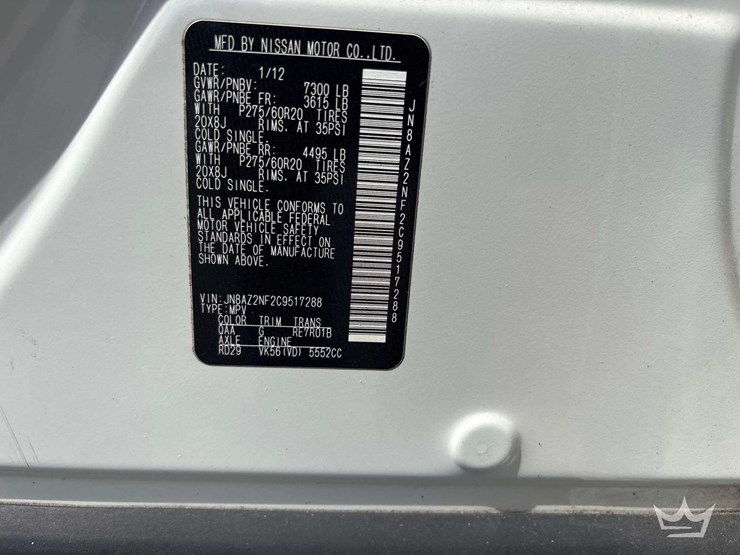 MFD BY NISSAN MOTOR CO.,LTD.
DATE: 1/12
GVWR/PNBV: 7300 LB
GAWR/PNBE FR: 3615 LB
WITH P275/60R20 TIRES
20X8J RIMS. AT 35PSI
COLD SINGLE.
GAWR/PNBE RR: 4495 LB
WITH P275/60R20 TIRES
20X8J RIMS. AT 35PSI
COLD SINGLE.
THIS VEHICLE CONFORMS TO
ALL APPLICABLE FEDERAL
MOTOR VEHICLE SAFETY
STANDARDS IN EFFECT ON
THE DATE OF MANUFACTURE
SHOWN ABOVE.
VIN: JN8AZ2NF2C9517288
TYPE: MPV
COLOR TRIM TRANS
QAA G RE7R01B
AXLE ENGINE
RD29 VK56(VD) 5552CC
JN8AZ2NF2C9517288